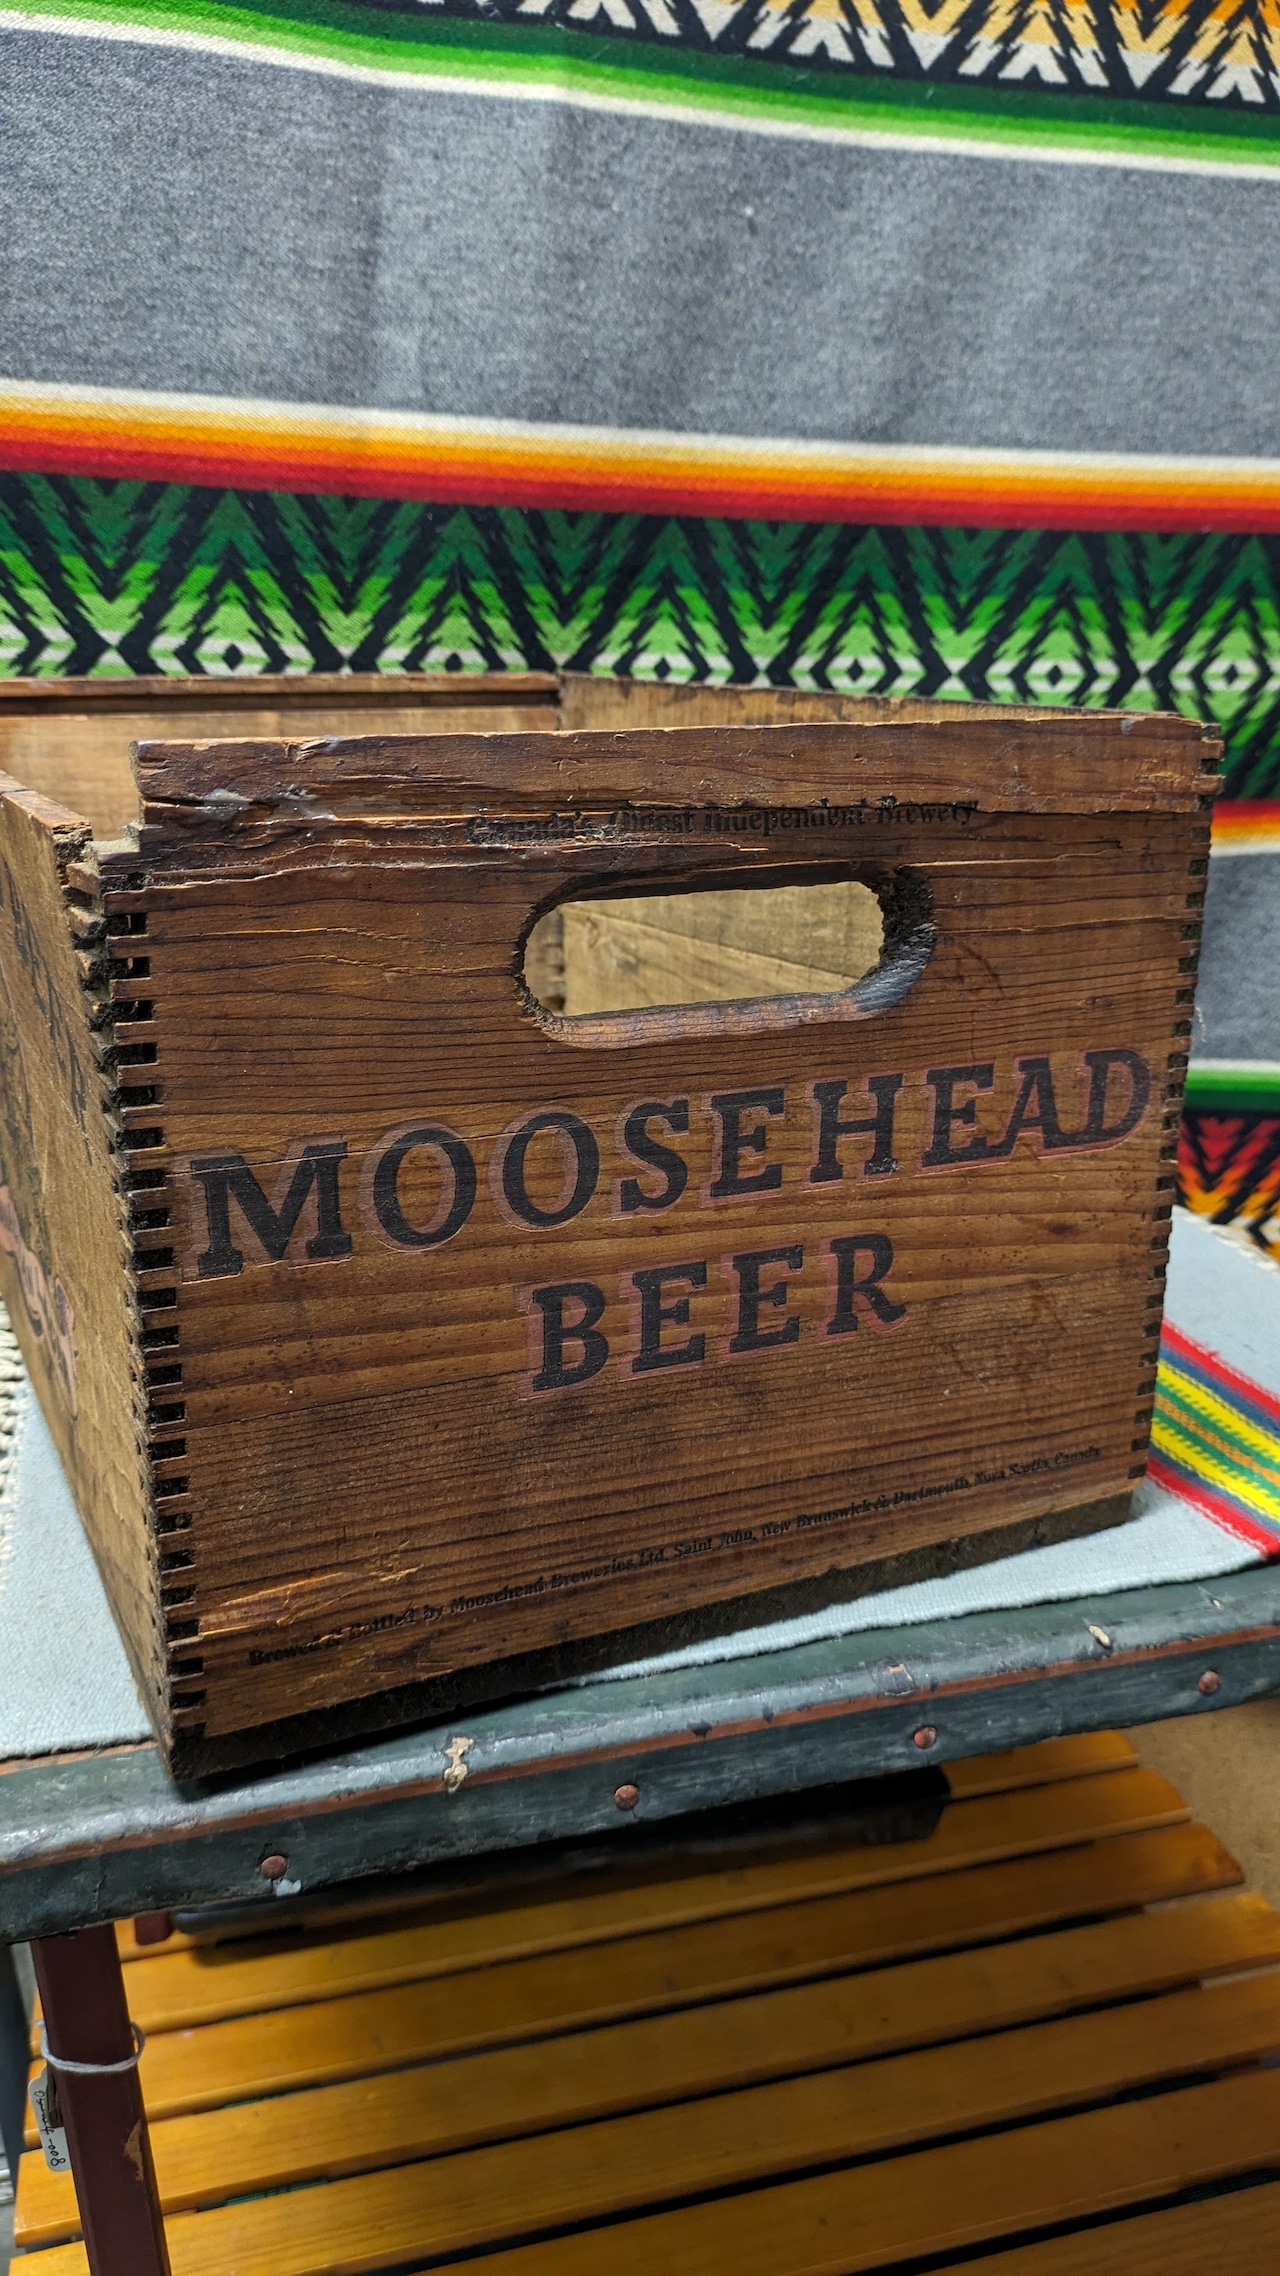 Canada's Oldest Independent Brewery
MOOSEHEAD
BEER
Brewed & Bottled by Moosehead Breweries Ltd. Saint John, New Brunswick & Dartmouth, Nova Scotia, Canada